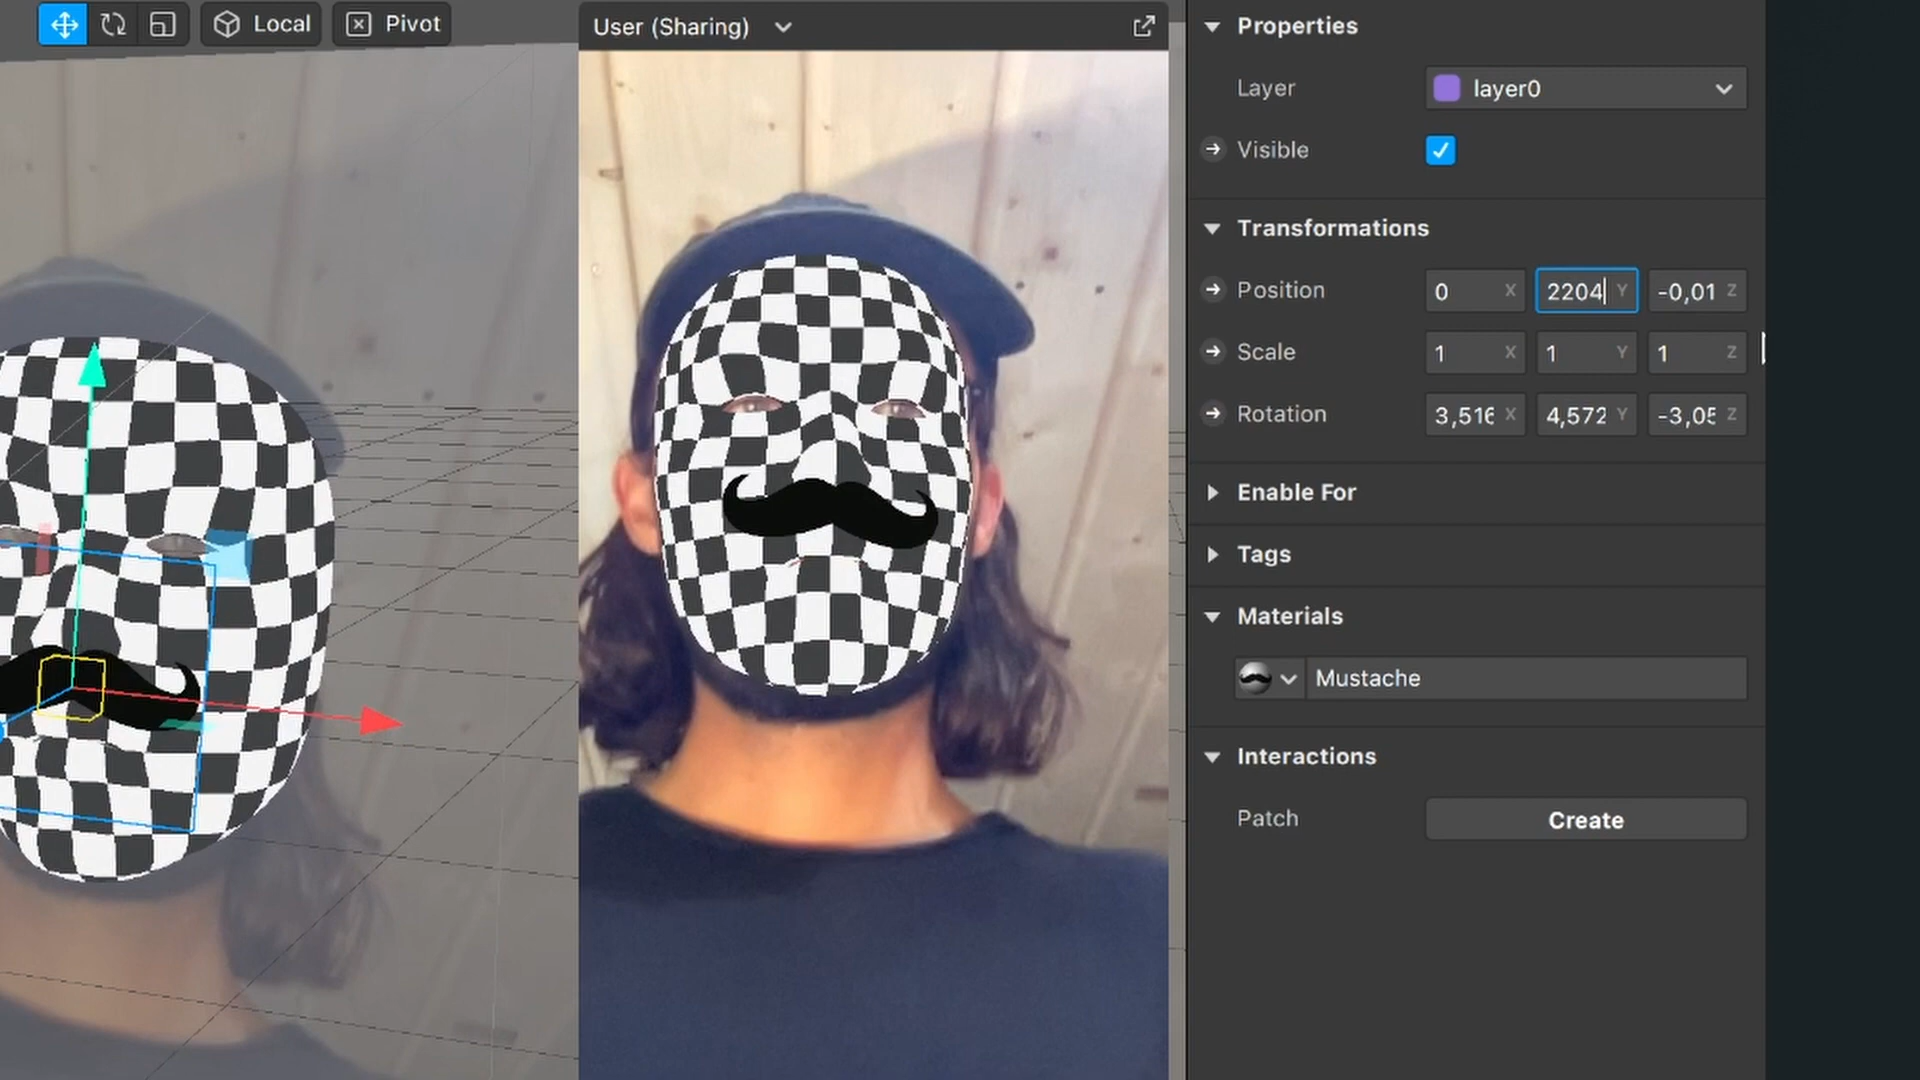 Local
Pivot
User (Sharing)
Properties
Layer
layer0
Visible
Transformations
Position
0 X
2204 Y
-0,01 Z
Scale
1 X
1 Y
1 Z
Rotation
3,516 X
4,572 Y
-3,05 Z
Enable For
Tags
Materials
Mustache
Interactions
Patch
Create